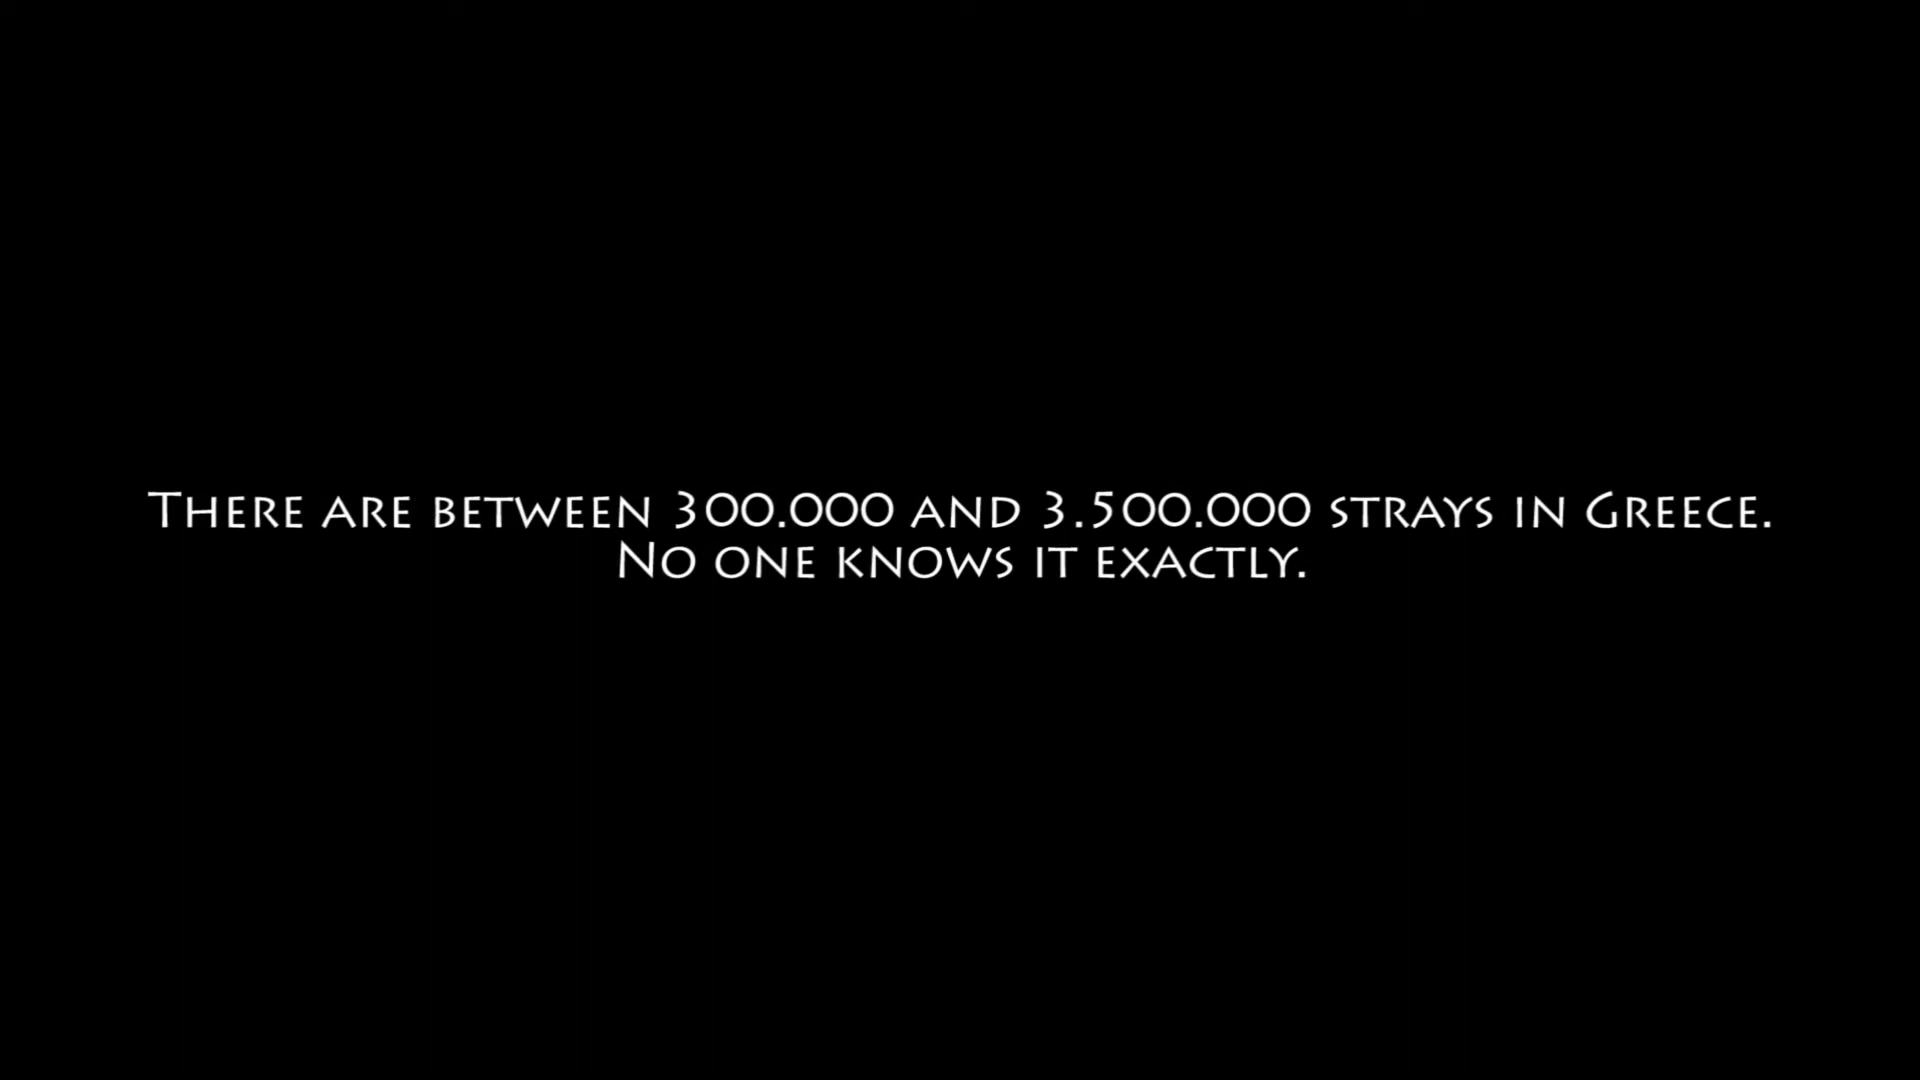 There are between 300.000 and 3.500.000 strays in Greece.
No one knows it exactly.